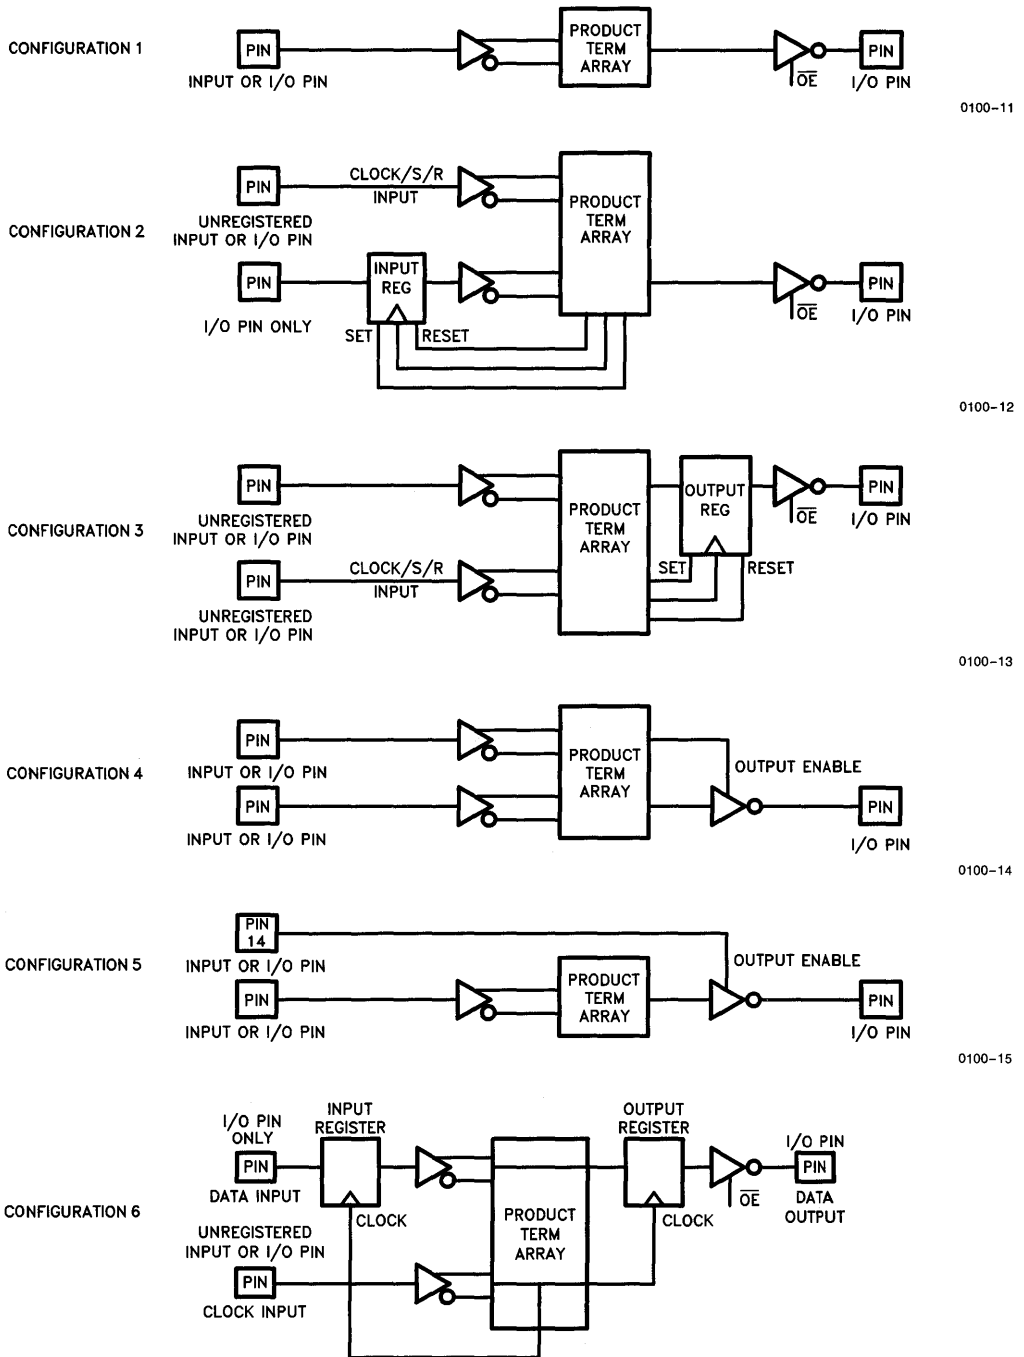 CONFIGURATION 1
PIN
INPUT OR I/O PIN
PRODUCT
TERM
ARRAY
OE
PIN
I/O PIN
0100-11
CONFIGURATION 2
PIN
CLOCK/S/R
INPUT
UNREGISTERED
INPUT OR I/O PIN
PIN
I/O PIN ONLY
INPUT
REG
SET
RESET
PRODUCT
TERM
ARRAY
OE
PIN
I/O PIN
0100-12
CONFIGURATION 3
PIN
UNREGISTERED
INPUT OR I/O PIN
PIN
CLOCK/S/R
INPUT
UNREGISTERED
INPUT OR I/O PIN
PRODUCT
TERM
ARRAY
OUTPUT
REG
SET
RESET
OE
PIN
I/O PIN
0100-13
CONFIGURATION 4
PIN
INPUT OR I/O PIN
PIN
INPUT OR I/O PIN
PRODUCT
TERM
ARRAY
OUTPUT ENABLE
PIN
I/O PIN
0100-14
CONFIGURATION 5
PIN
14
INPUT OR I/O PIN
PIN
INPUT OR I/O PIN
PRODUCT
TERM
ARRAY
OUTPUT ENABLE
PIN
I/O PIN
0100-15
CONFIGURATION 6
I/O PIN
ONLY
PIN
DATA INPUT
INPUT
REGISTER
CLOCK
UNREGISTERED
INPUT OR I/O PIN
PIN
CLOCK INPUT
PRODUCT
TERM
ARRAY
OUTPUT
REGISTER
CLOCK
OE
I/O PIN
PIN
DATA
OUTPUT